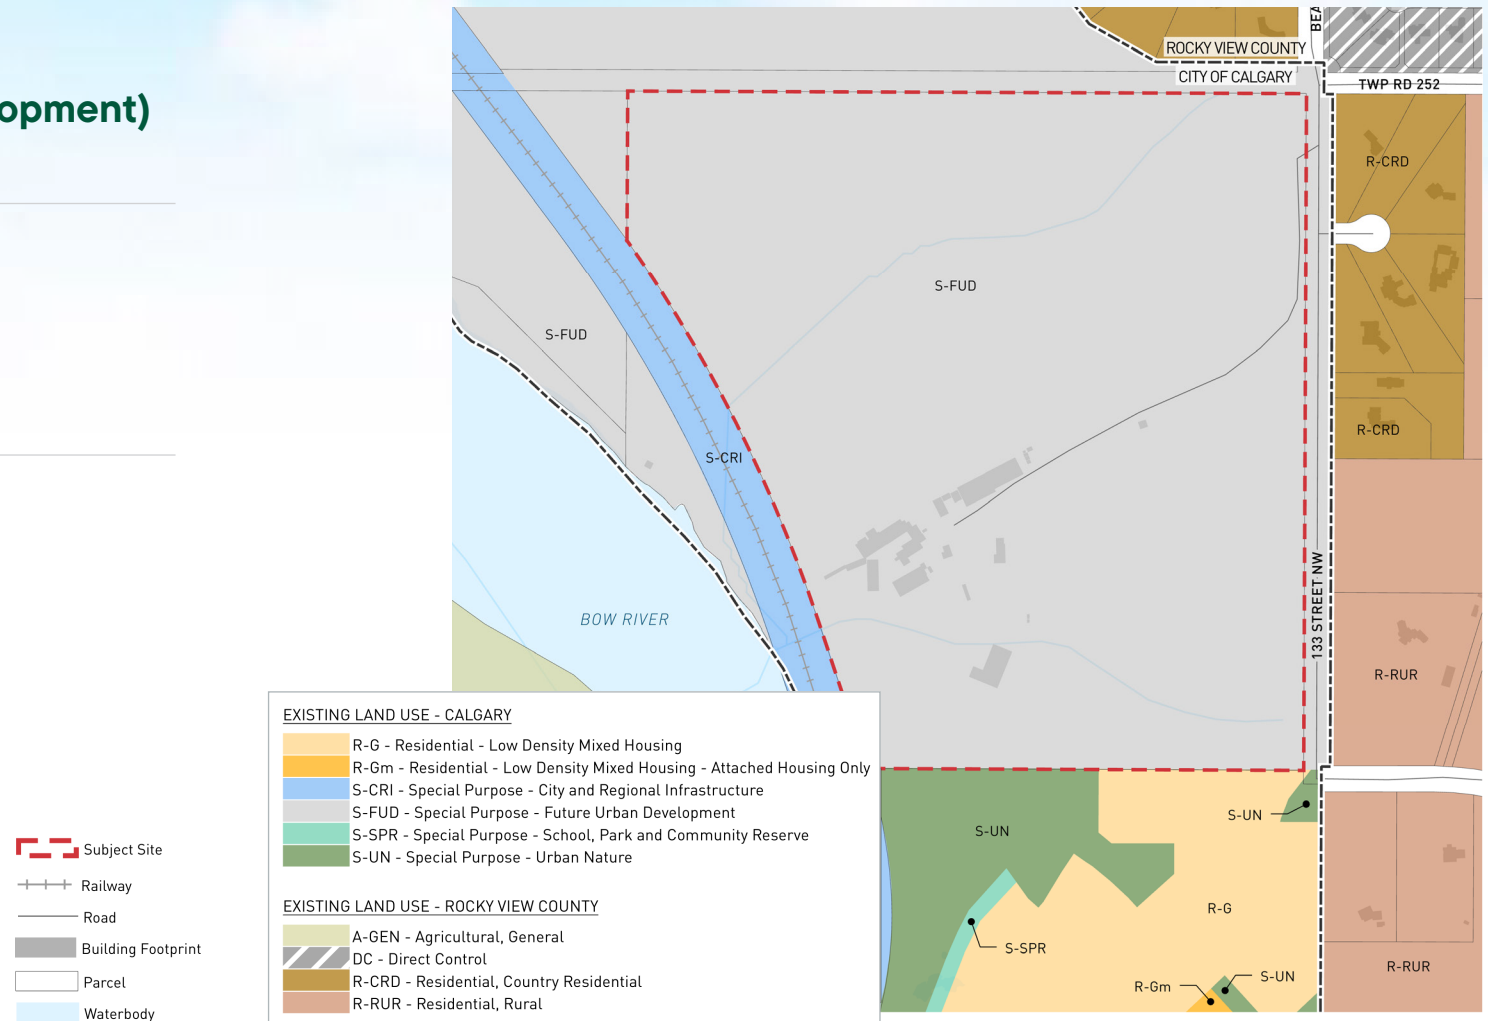 opment)
BEA
ROCKY VIEW COUNTY
CITY OF CALGARY
TWP RD 252
R-CRD
S-FUD
S-FUD
R-CRD
S-CRI
133 STREET NW
BOW RIVER
R-RUR
S-UN
S-UN
R-G
S-SPR
S-UN
R-Gm
R-RUR
EXISTING LAND USE - CALGARY
R-G - Residential - Low Density Mixed Housing
R-Gm - Residential - Low Density Mixed Housing - Attached Housing Only
S-CRI - Special Purpose - City and Regional Infrastructure
S-FUD - Special Purpose - Future Urban Development
S-SPR - Special Purpose - School, Park and Community Reserve
S-UN - Special Purpose - Urban Nature
EXISTING LAND USE - ROCKY VIEW COUNTY
A-GEN - Agricultural, General
DC - Direct Control
R-CRD - Residential, Country Residential
R-RUR - Residential, Rural
Subject Site
Railway
Road
Building Footprint
Parcel
Waterbody